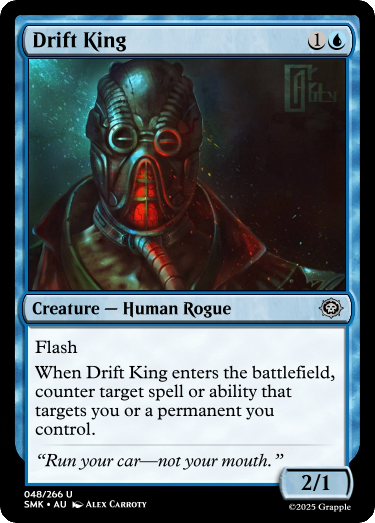 Drift King 1
Creature — Human Rogue
Flash
When Drift King enters the battlefield,
counter target spell or ability that
targets you or a permanent you
control.
“Run your car—not your mouth.”
2/1
048/266 U
SMK • AU Alex Carroty
©2025 Grapple